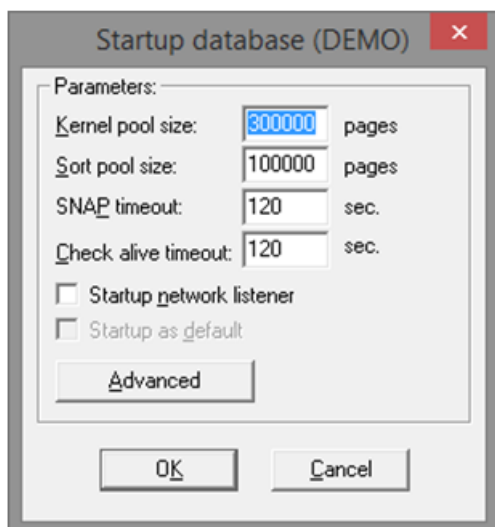 Startup database (DEMO)
Parameters:
Kernel pool size: 300000 pages
Sort pool size: 100000 pages
SNAP timeout: 120 sec.
Check alive timeout: 120 sec.
Startup network listener
Startup as default
Advanced
OK Cancel